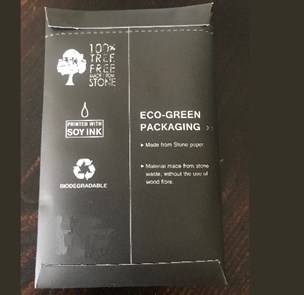 100%
TREE
FREE
MADE FROM
STONE
PRINTED WITH
SOY INK
BIODEGRADABLE
ECO-GREEN
PACKAGING >>
▸ Made from Stone paper.
▸ Material made from stone
waste, without the use of
wood fibre.